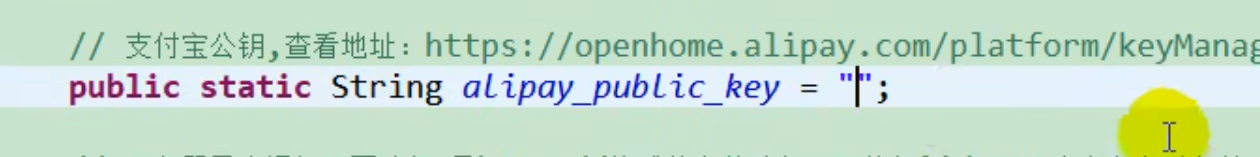 // 支付宝公钥,查看地址：https://openhome.alipay.com/platform/keyManag
public static String alipay_public_key = "";